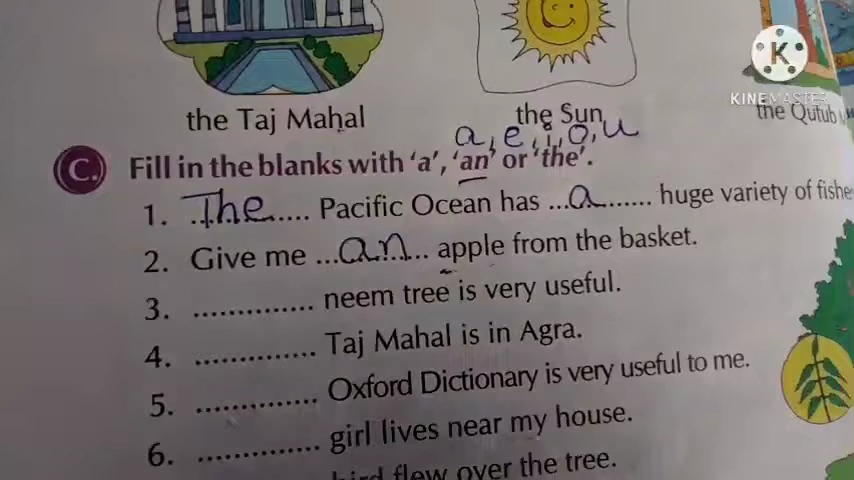 KINEMASTER
the Taj Mahal
the Sun
the Qutub
a, e, i, o, u
C. Fill in the blanks with 'a', 'an' or 'the'.
1. The Pacific Ocean has ...a....... huge variety of fishe
2. Give me ...an... apple from the basket.
3. .............. neem tree is very useful.
4. .............. Taj Mahal is in Agra.
5. .............. Oxford Dictionary is very useful to me.
6. .............. girl lives near my house.
bird flew over the tree.